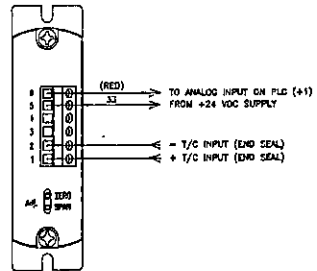 6 (RED) TO ANALOG INPUT ON PLC (+1)
5 33 FROM +24 VDC SUPPLY
4
3
2 - T/C INPUT (END SEAL)
1 + T/C INPUT (END SEAL)
Adj. ZERO
SPAN